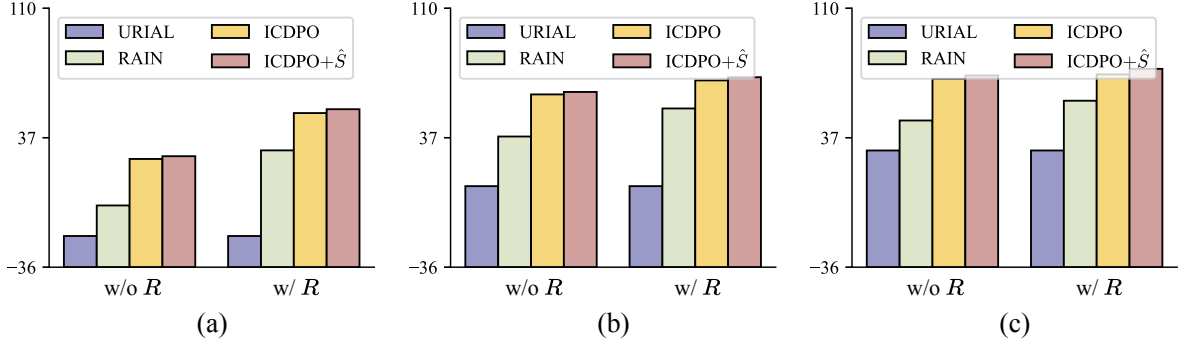 110
37
−36
URIAL
RAIN
ICDPO
ICDPO+Ŝ
w/o R
w/ R
(a)
110
37
−36
URIAL
RAIN
ICDPO
ICDPO+Ŝ
w/o R
w/ R
(b)
110
37
−36
URIAL
RAIN
ICDPO
ICDPO+Ŝ
w/o R
w/ R
(c)